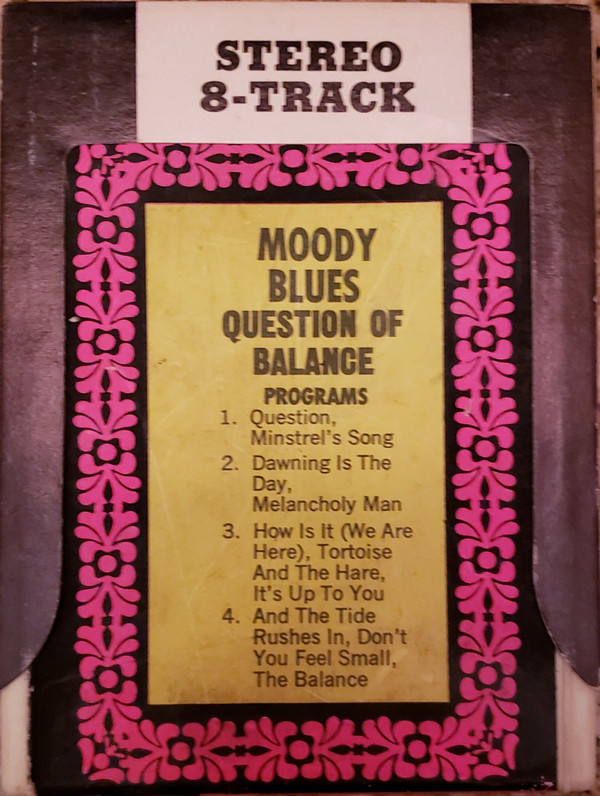 STEREO
8-TRACK
MOODY
BLUES
QUESTION OF
BALANCE
PROGRAMS
1. Question,
Minstrel's Song
2. Dawning Is The
Day,
Melancholy Man
3. How Is It (We Are
Here), Tortoise
And The Hare,
It's Up To You
4. And The Tide
Rushes In, Don't
You Feel Small,
The Balance